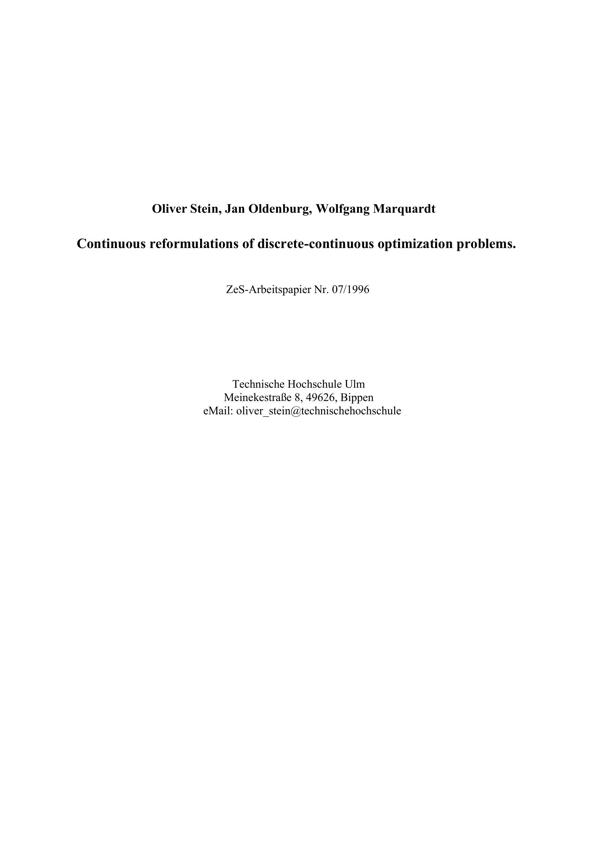 Oliver Stein, Jan Oldenburg, Wolfgang Marquardt
Continuous reformulations of discrete-continuous optimization problems.
ZeS-Arbeitspapier Nr. 07/1996
Technische Hochschule Ulm
Meinekestraße 8, 49626, Bippen
eMail: oliver_stein@technischehochschule